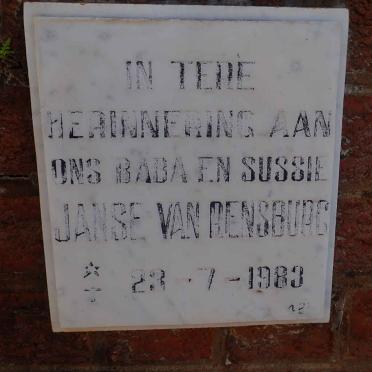 IN TERE
HERINNERING AAN
ONS BABA EN SUSSIE
JANSE VAN RENSBURG
* 23 - 7 - 1983
†